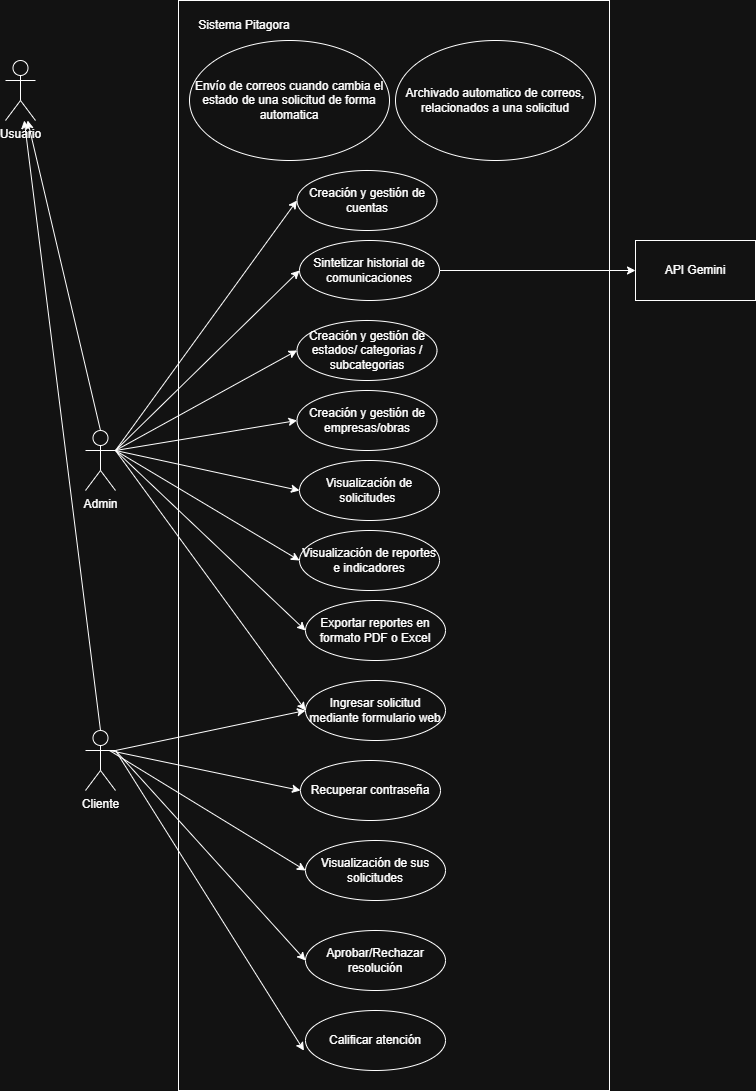 Sistema Pitagora
Envío de correos cuando cambia el
estado de una solicitud de forma
automatica
Archivado automatico de correos,
relacionados a una solicitud
Usuario
Creación y gestión de
cuentas
Sintetizar historial de
comunicaciones
API Gemini
Creación y gestión de
estados/ categorias /
subcategorias
Creación y gestión de
empresas/obras
Admin
Visualización de
solicitudes
Visualización de reportes
e indicadores
Exportar reportes en
formato PDF o Excel
Ingresar solicitud
mediante formulario web
Cliente
Recuperar contraseña
Visualización de sus
solicitudes
Aprobar/Rechazar
resolución
Calificar atención